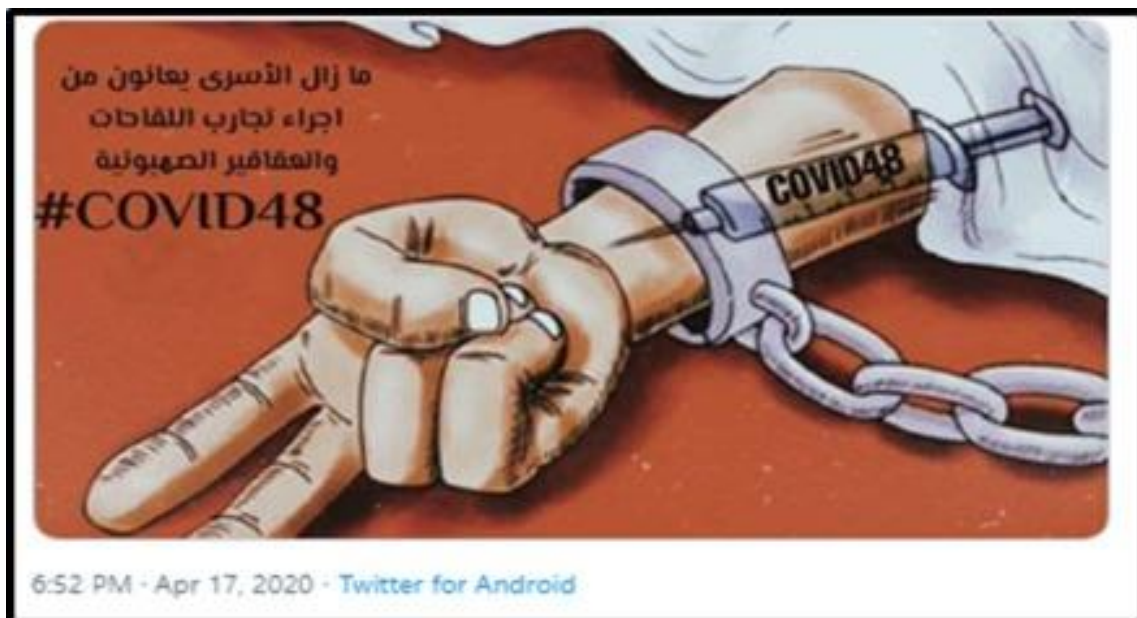 ما زال الأسرى يعانون من
اجراء تجارب اللقاحات
والعقاقير الصهيونية
#COVID48
COVID48
6:52 PM · Apr 17, 2020 · Twitter for Android